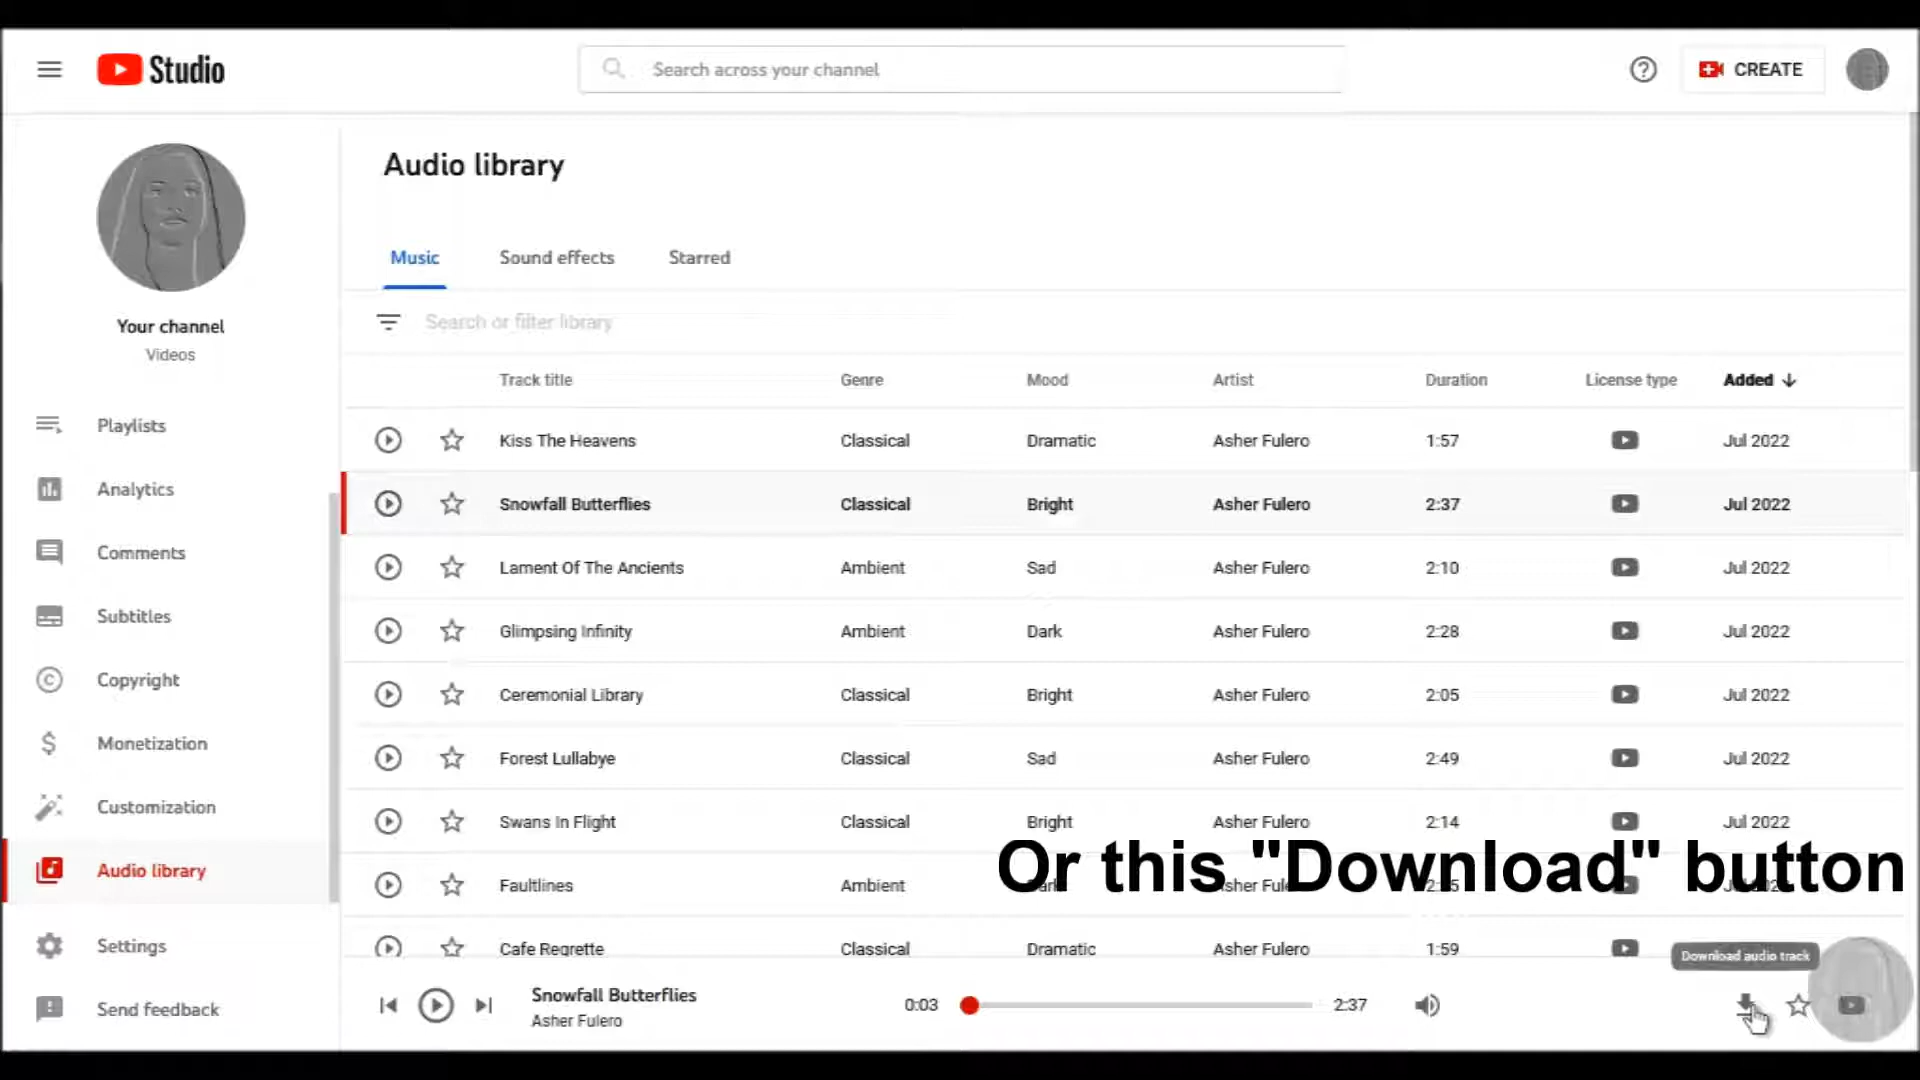 Studio
Search across your channel
CREATE
Audio library
Music Sound effects Starred
Your channel
Videos
Search or filter library
Track title Genre Mood Artist Duration License type Added
Playlists
Analytics
Comments
Subtitles
Copyright
Monetization
Customization
Audio library
Settings
Send feedback
Kiss The Heavens Classical Dramatic Asher Fulero 1:57 Jul 2022
Snowfall Butterflies Classical Bright Asher Fulero 2:37 Jul 2022
Lament Of The Ancients Ambient Sad Asher Fulero 2:10 Jul 2022
Glimpsing Infinity Ambient Dark Asher Fulero 2:28 Jul 2022
Ceremonial Library Classical Bright Asher Fulero 2:05 Jul 2022
Forest Lullabye Classical Sad Asher Fulero 2:49 Jul 2022
Swans In Flight Classical Bright Asher Fulero 2:14 Jul 2022
Or this "Download" button
Faultlines Ambient
Cafe Regrette Classical Dramatic Asher Fulero 1:59
Download audio track
Snowfall Butterflies
Asher Fulero
0:03 2:37